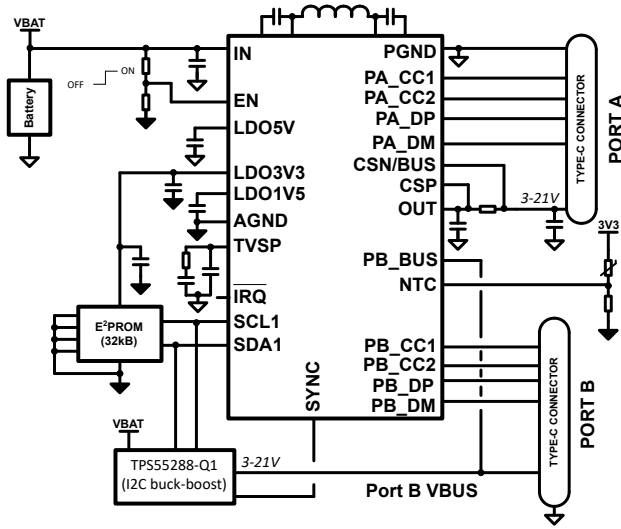 VBAT
Battery
OFF
ON
IN
EN
LDO5V
LDO3V3
LDO1V5
AGND
TVSP
IRQ
SCL1
SDA1
SYNC
PGND
PA_CC1
PA_CC2
PA_DP
PA_DM
CSN/BUS
CSP
OUT
3-21V
PB_BUS
NTC
PB_CC1
PB_CC2
PB_DP
PB_DM
TYPE-C CONNECTOR
PORT A
3V3
TYPE-C CONNECTOR
PORT B
E²PROM
(32kB)
VBAT
TPS55288-Q1
(I2C buck-boost)
3-21V
Port B VBUS